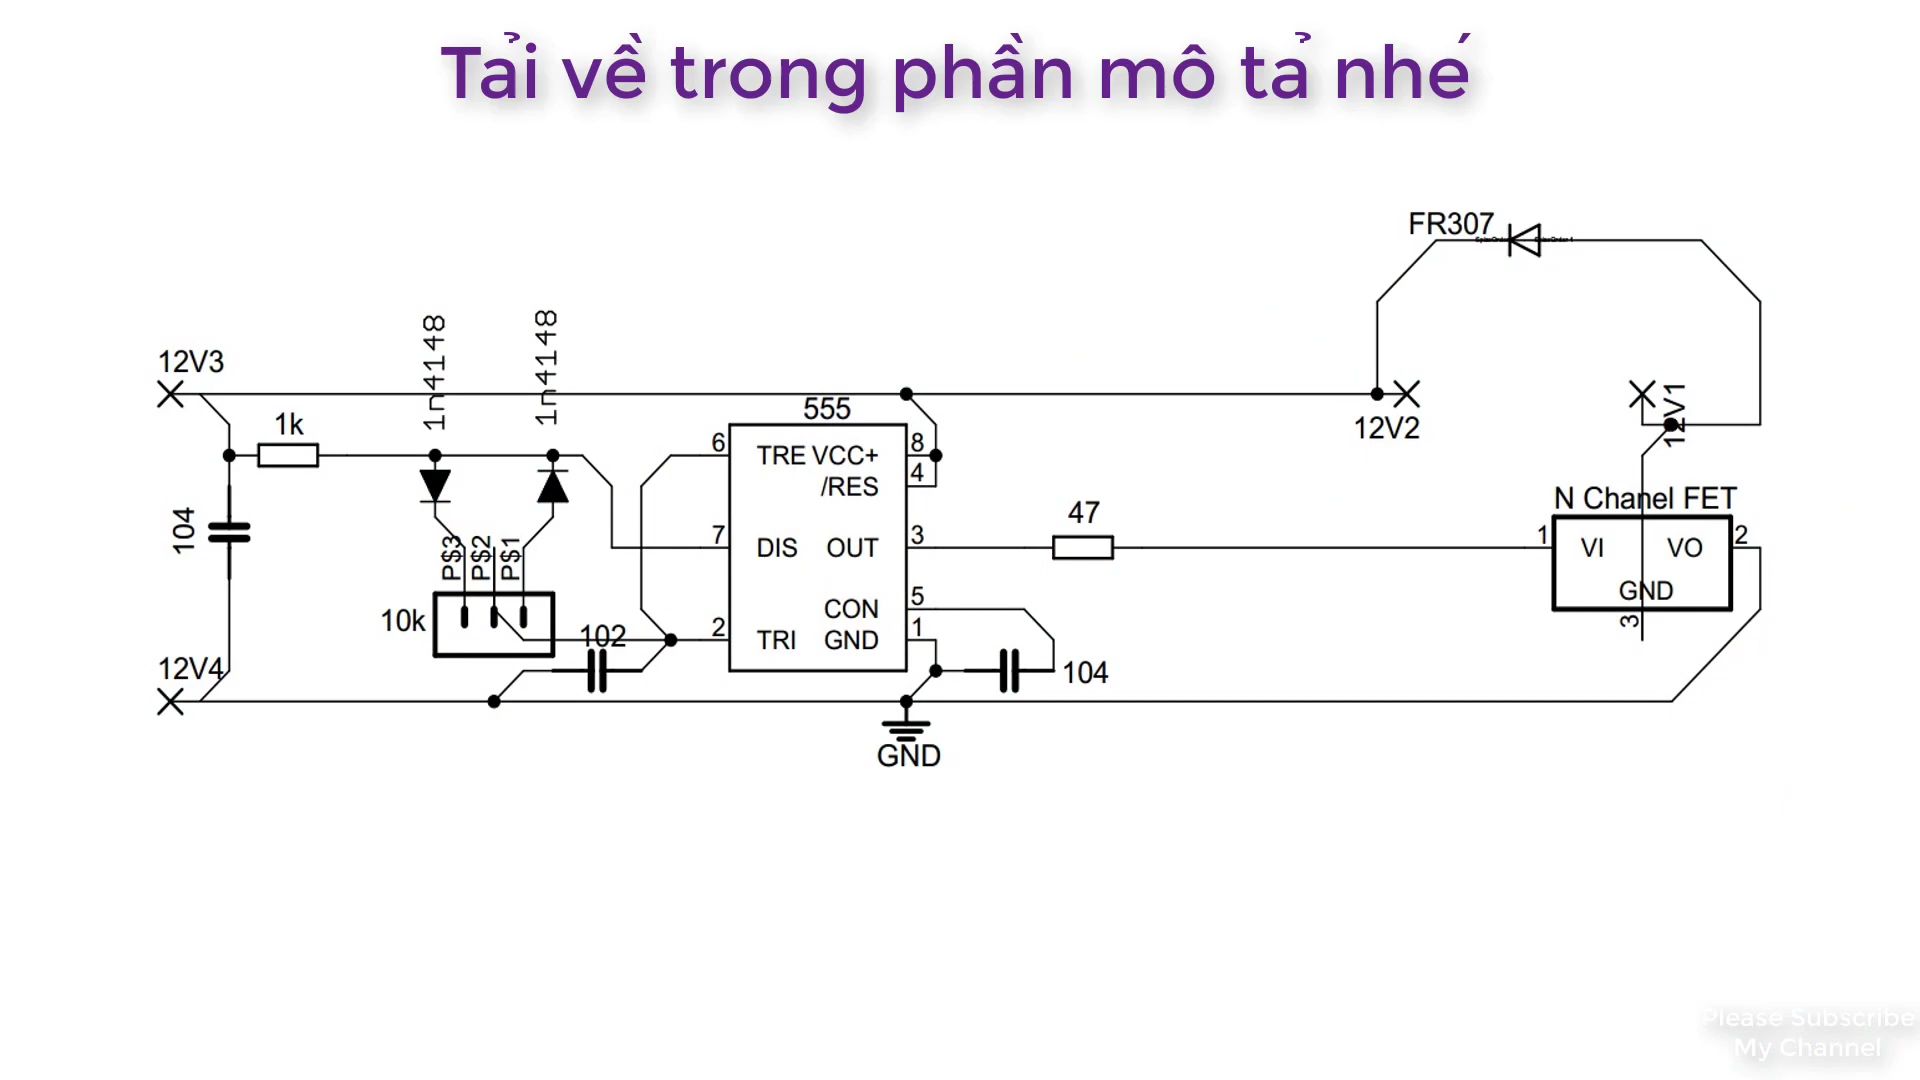 Tải về trong phần mô tả nhé
FR307
1n4148
1n4148
12V3
1k
555
12V2
12V1
6
TRE
VCC+
8
/RES
4
N Chanel FET
104
7
DIS
OUT
3
47
1
VI
VO
2
P$3
P$2
P$1
GND
3
10k
CON
5
102
2
TRI
GND
1
12V4
104
GND
Please Subscribe
My Channel